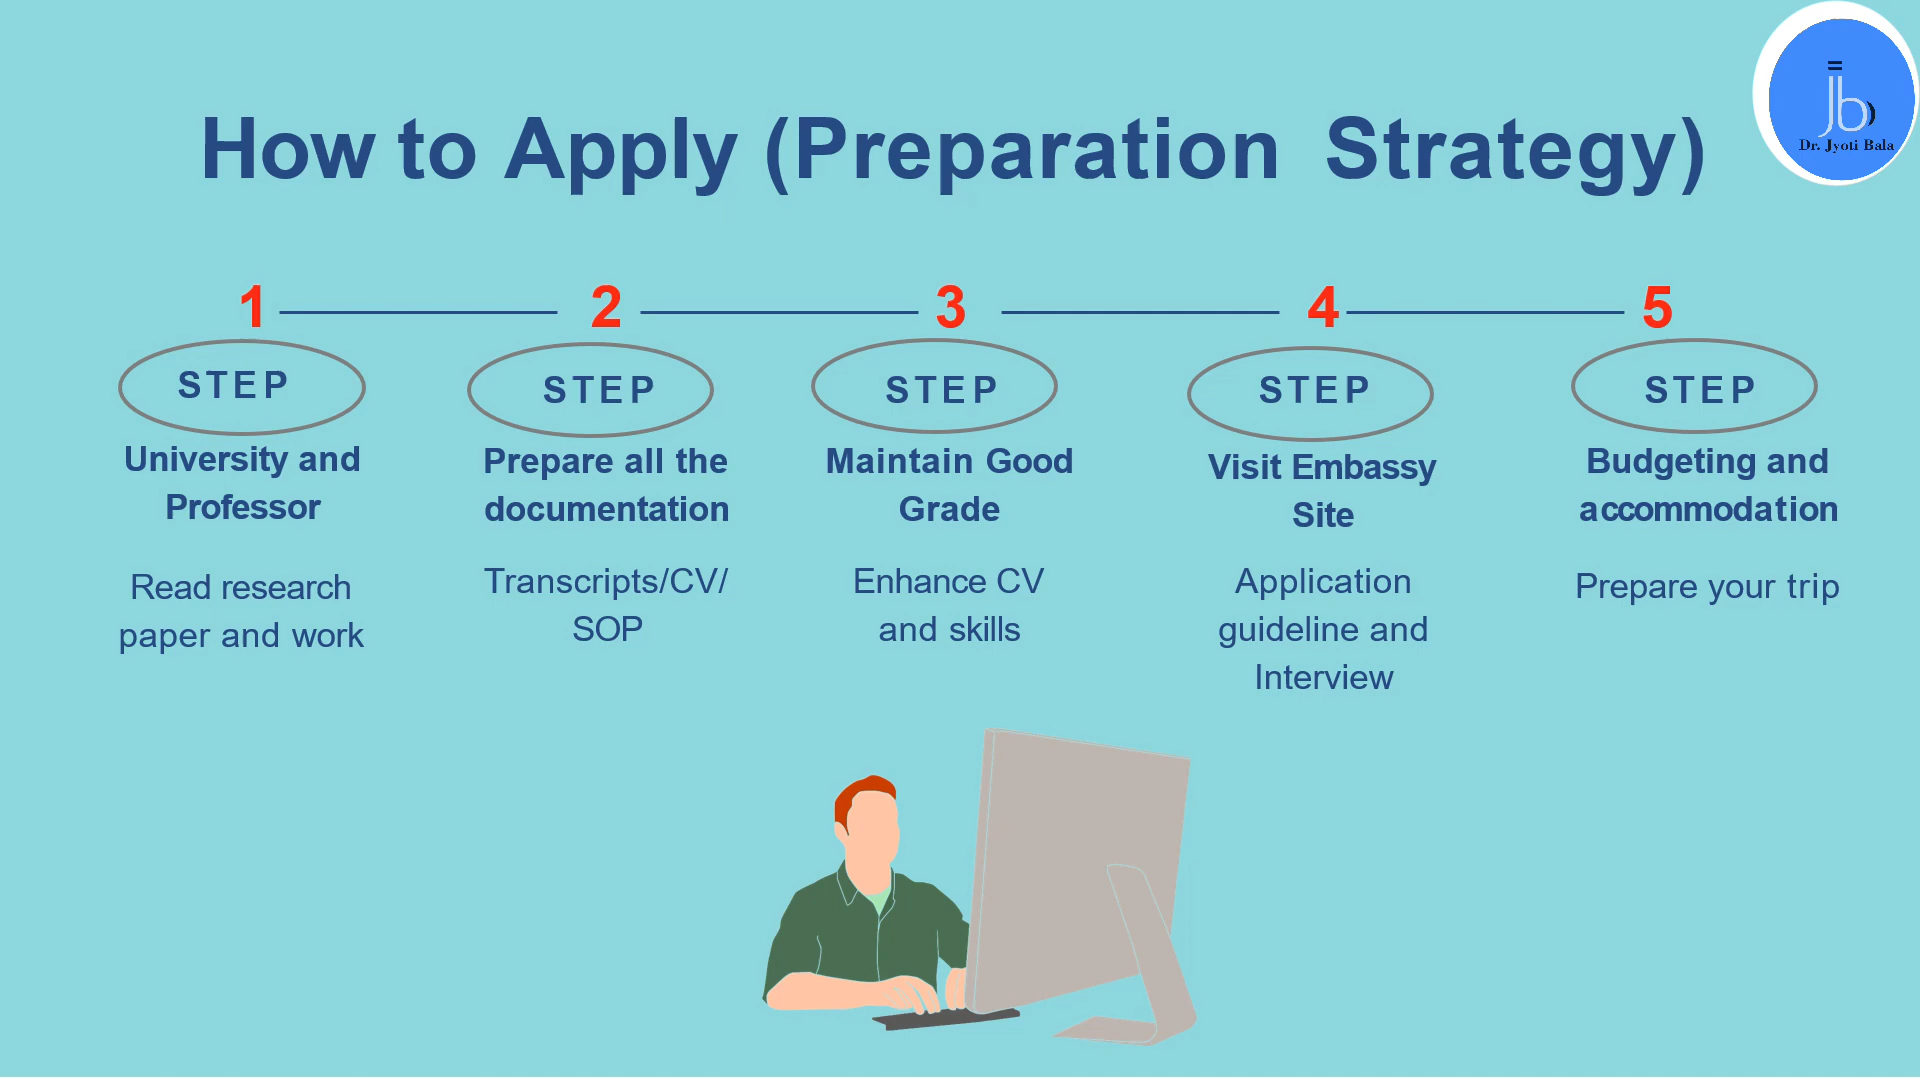 How to Apply (Preparation Strategy)
jb
Dr. Jyoti Bala
1
2
3
4
5
STEP
STEP
STEP
STEP
STEP
University and
Professor
Read research
paper and work
Prepare all the
documentation
Transcripts/CV/
SOP
Maintain Good
Grade
Enhance CV
and skills
Visit Embassy
Site
Application
guideline and
Interview
Budgeting and
accommodation
Prepare your trip